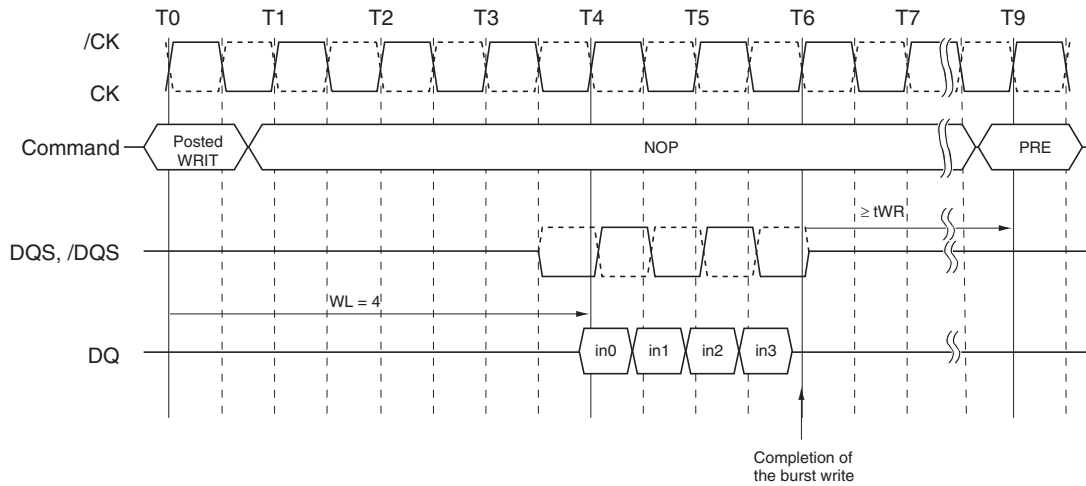 T0 T1 T2 T3 T4 T5 T6 T7 T9
/CK
CK
Command
Posted
WRIT
NOP
PRE
≥ tWR
DQS, /DQS
WL = 4
DQ
in0 in1 in2 in3
Completion of
the burst write